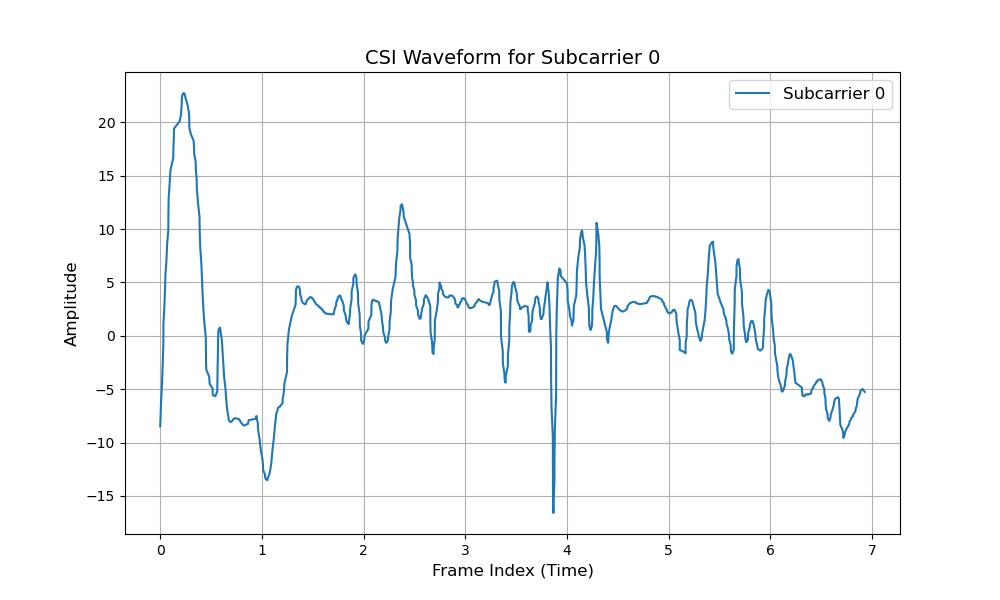 CSI Waveform for Subcarrier 0
Subcarrier 0
20
15
10
5
0
−5
−10
−15
Amplitude
0 1 2 3 4 5 6 7
Frame Index (Time)